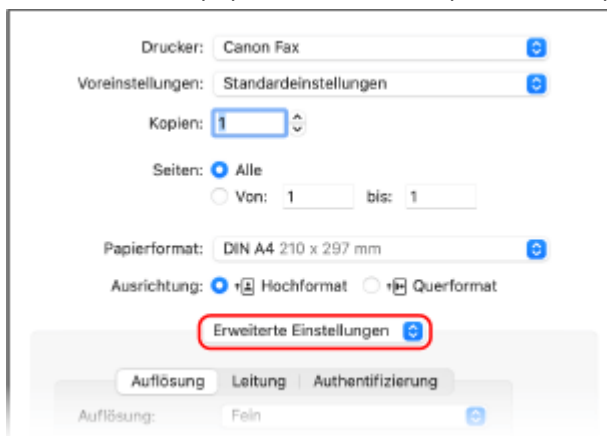 Drucker: Canon Fax
Voreinstellungen: Standardeinstellungen
Kopien: 1
Seiten: Alle
Von: 1 bis: 1
Papierformat: DIN A4 210 x 297 mm
Ausrichtung: Hochformat Querformat
Erweiterte Einstellungen
Auflösung Leitung Authentifizierung
Auflösung: Fein